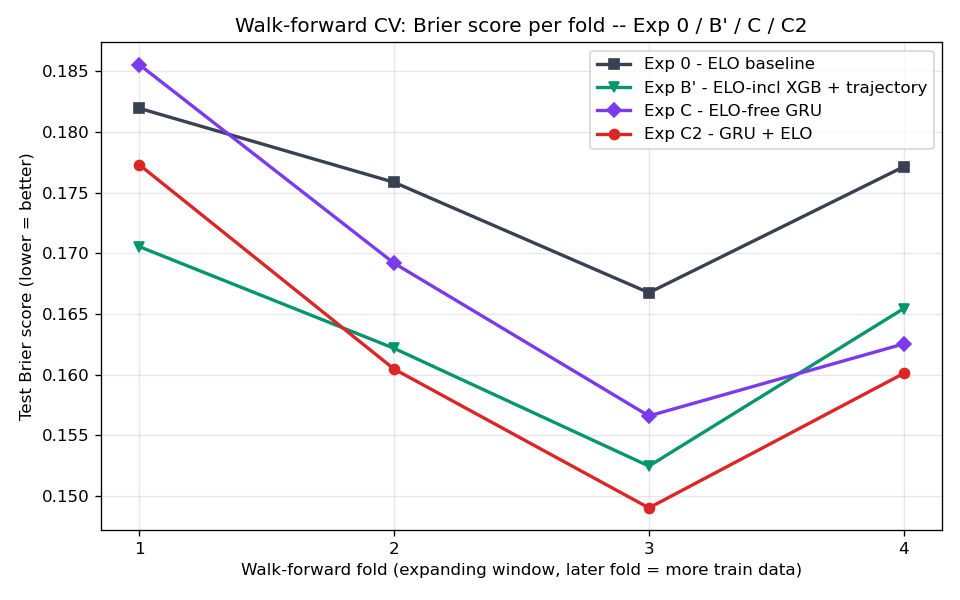 Walk-forward CV: Brier score per fold -- Exp 0 / B' / C / C2
Test Brier score (lower = better)
0.185
0.180
0.175
0.170
0.165
0.160
0.155
0.150
Exp 0 - ELO baseline
Exp B' - ELO-incl XGB + trajectory
Exp C - ELO-free GRU
Exp C2 - GRU + ELO
1 2 3 4
Walk-forward fold (expanding window, later fold = more train data)